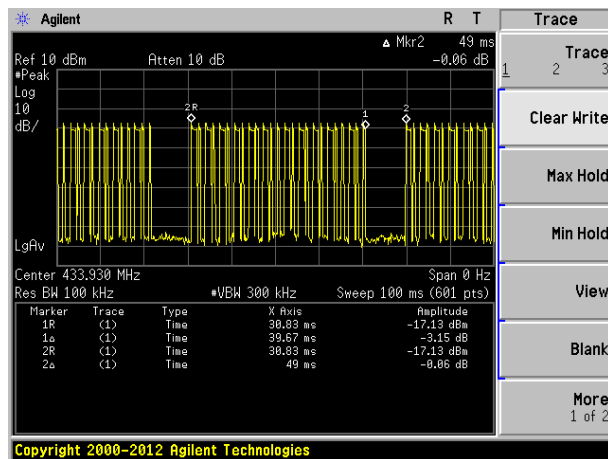 Agilent R T Trace
Δ Mkr2 49 ms
Ref 10 dBm Atten 10 dB -0.06 dB
#Peak
Log
10
dB/
2R
1
2
LgAv
Center 433.930 MHz Span 0 Hz
Res BW 100 kHz #VBW 300 kHz Sweep 100 ms (601 pts)
Marker Trace Type X Axis Amplitude
1R (1) Time 30.83 ms -17.13 dBm
1Δ (1) Time 39.67 ms -3.15 dB
2R (1) Time 30.83 ms -17.13 dBm
2Δ (1) Time 49 ms -0.06 dB
Trace
1 2 3
Clear Write
Max Hold
Min Hold
View
Blank
More
1 of 2
Copyright 2000-2012 Agilent Technologies